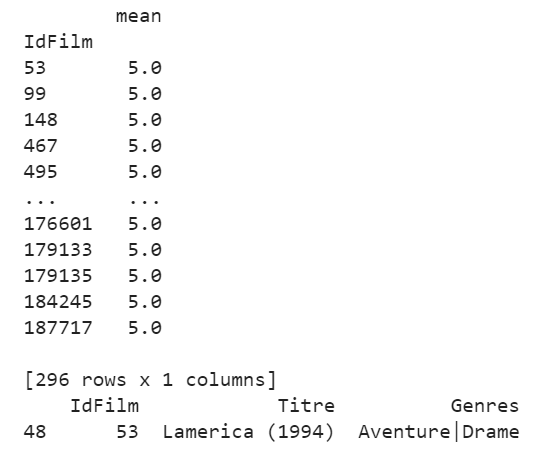 mean
IdFilm
53 5.0
99 5.0
148 5.0
467 5.0
495 5.0
... ...
176601 5.0
179133 5.0
179135 5.0
184245 5.0
187717 5.0
[296 rows x 1 columns]
IdFilm Titre Genres
48 53 Lamerica (1994) Aventure|Drame